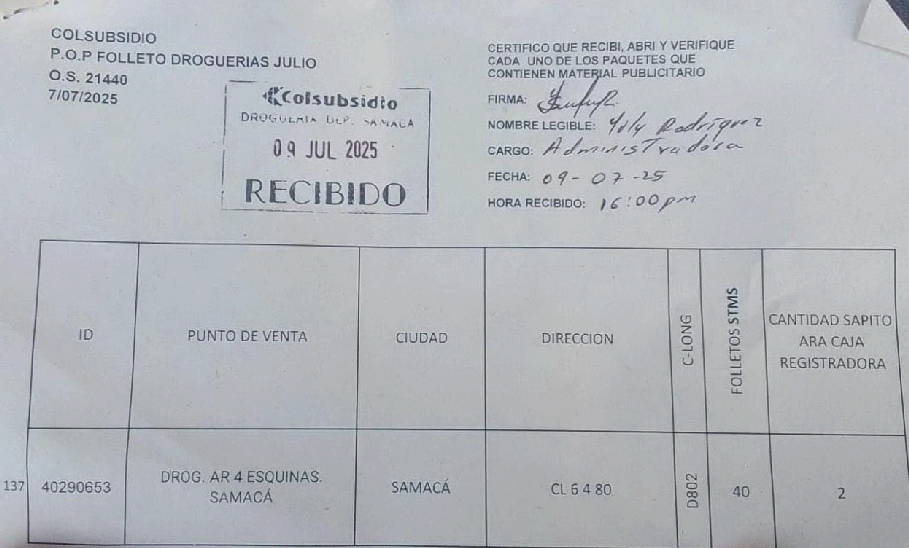 COLSUBSIDIO
P.O.P FOLLETO DROGUERIAS JULIO
O.S. 21440
7/07/2025
Colsubsidio
DROGUERIA DEP. SAMACA
09 JUL 2025
RECIBIDO
CERTIFICO QUE RECIBI, ABRI Y VERIFIQUE
CADA UNO DE LOS PAQUETES QUE
CONTIENEN MATERIAL PUBLICITARIO
FIRMA:
NOMBRE LEGIBLE: Yuly Rodriguez
CARGO: Administradora
FECHA: 09-07-25
HORA RECIBIDO: 16:00pm
ID
PUNTO DE VENTA
CIUDAD
DIRECCION
C-LONG
FOLLETOS STMS
CANTIDAD SAPITO
ARA CAJA
REGISTRADORA
137
40290653
DROG. AR 4 ESQUINAS.
SAMACÁ
SAMACÁ
CL 6 4 80
D802
40
2